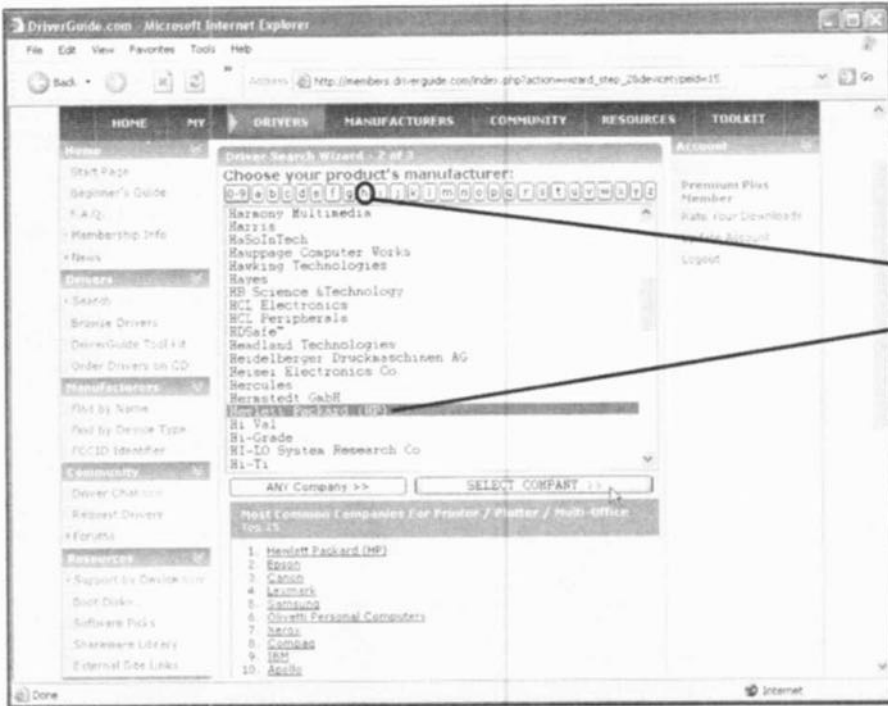 DriverGuide.com - Microsoft Internet Explorer
File Edit View Favorites Tools Help
Back
Address http://members.driverguide.com/index.php?action=wizard_step_2&devicetypeid=15
Go
HOME MY DRIVERS MANUFACTURERS COMMUNITY RESOURCES TOOLKIT
Home
Start Page
Beginner's Guide
F.A.Q.
Membership Info
News
Drivers
Search
Browse Drivers
DriverGuide Toolkit
Order Drivers on CD
Manufacturers
Find by Name
Find by Device Type
FCCID Identifier
Community
Driver Chat
Request Drivers
Forums
Resources
Support by Device
Boot Disks
Software Picks
Shareware Library
External Site Links
Driver Search Wizard - 2 of 3
Choose your product's manufacturer:
0-9 a b c d e f g h i j k l m n o p q r s t u v w x y z
Harmony Multimedia
Harris
HaSoInTech
Hauppage Computer Works
Hawking Technologies
Hayes
HB Science &Technology
HCL Electronics
HCL Peripherals
HDSafe™
Headland Technologies
Heidelberger Druckmaschinen AG
Heisei Electronics Co
Hercules
Hermstedt GmbH
Hewlett Packard (HP)
Hi Val
Hi-Grade
HI-LO System Research Co
Hi-Ti
ANY Company >> SELECT COMPANY >>
Most Common Companies For Printer / Plotter / Multi-Office
Top 25
1. Hewlett Packard (HP)
2. Epson
3. Canon
4. Lexmark
5. Samsung
6. Olivetti Personal Computers
7. Xerox
8. Compaq
9. IBM
10. Apollo
Account
Premium Plus
Member
Rate Your Downloads
Update Account
Logout
Done
Internet